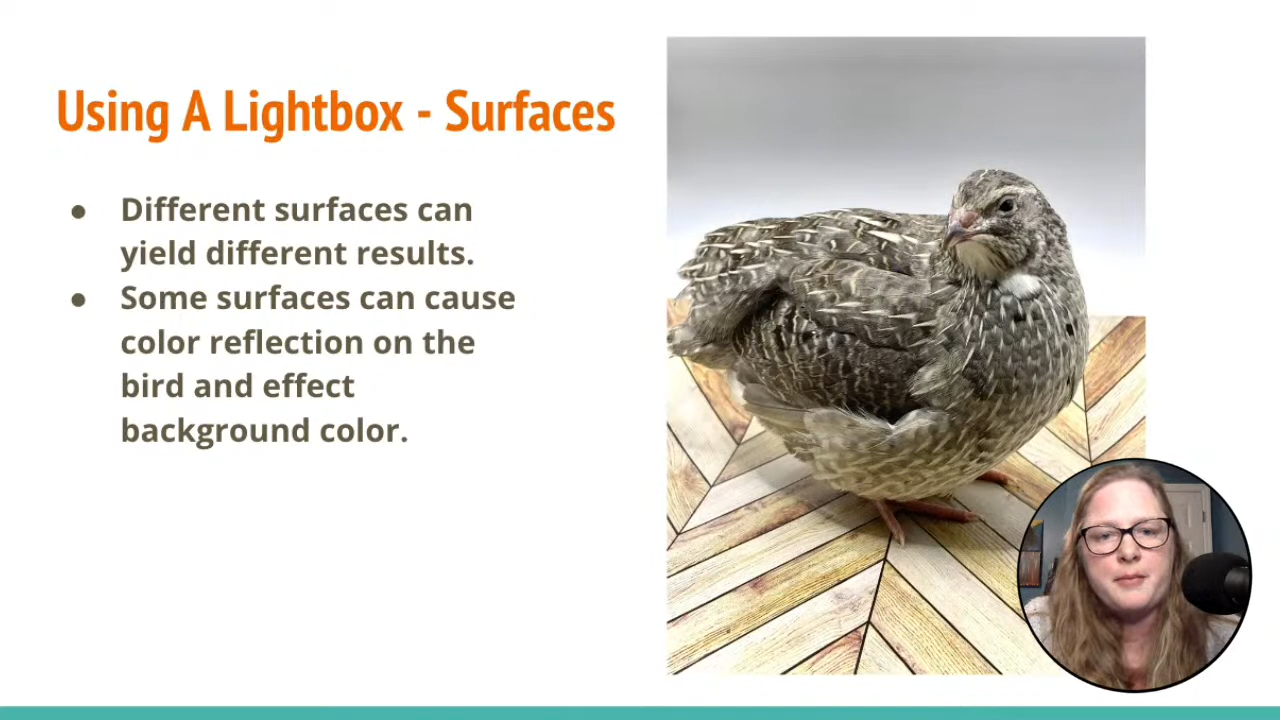 Using A Lightbox - Surfaces
● Different surfaces can
yield different results.
● Some surfaces can cause
color reflection on the
bird and effect
background color.